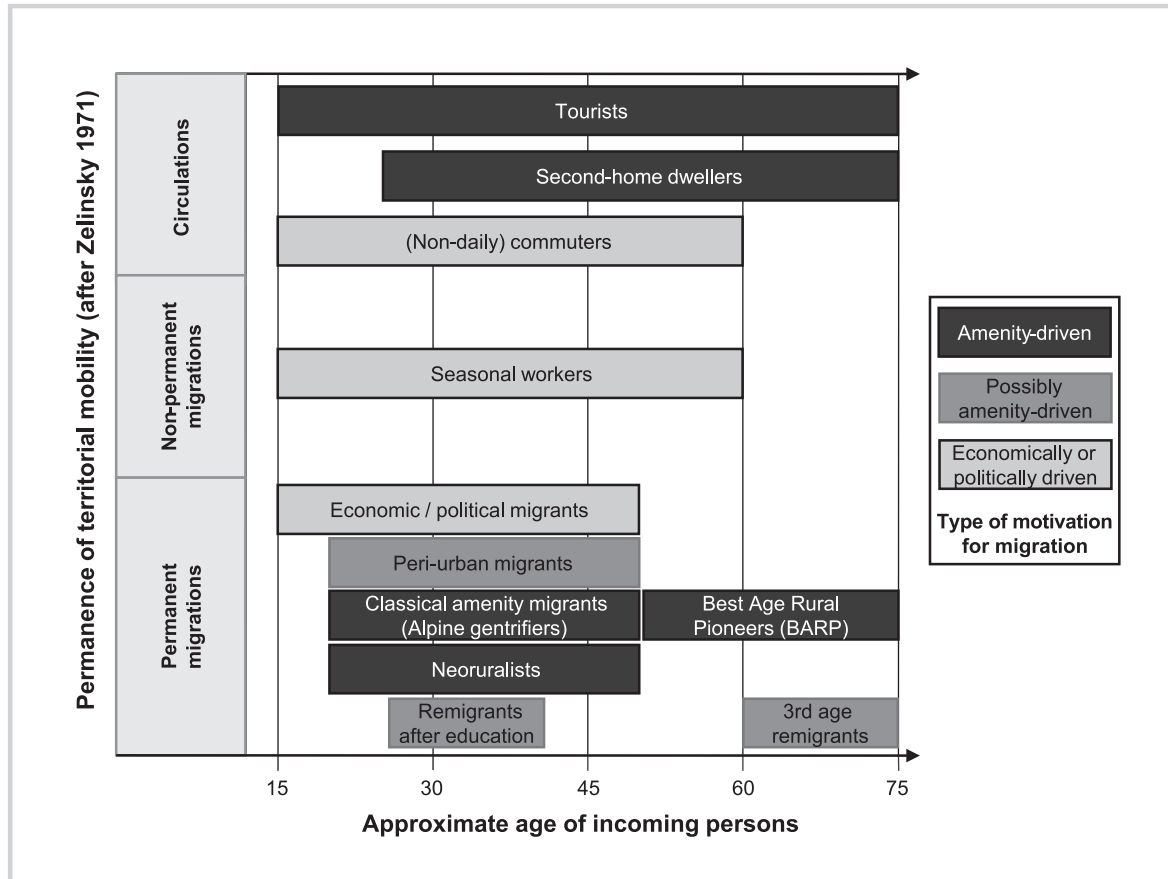 Permanence of territorial mobility (after Zelinsky 1971)
Circulations
Tourists
Second-home dwellers
(Non-daily) commuters
Non-permanent
migrations
Seasonal workers
Permanent
migrations
Economic / political migrants
Peri-urban migrants
Classical amenity migrants
(Alpine gentrifiers)
Best Age Rural
Pioneers (BARP)
Neoruralists
Remigrants
after education
3rd age
remigrants
15
30
45
60
75
Approximate age of incoming persons
Amenity-driven
Possibly
amenity-driven
Economically or
politically driven
Type of motivation
for migration